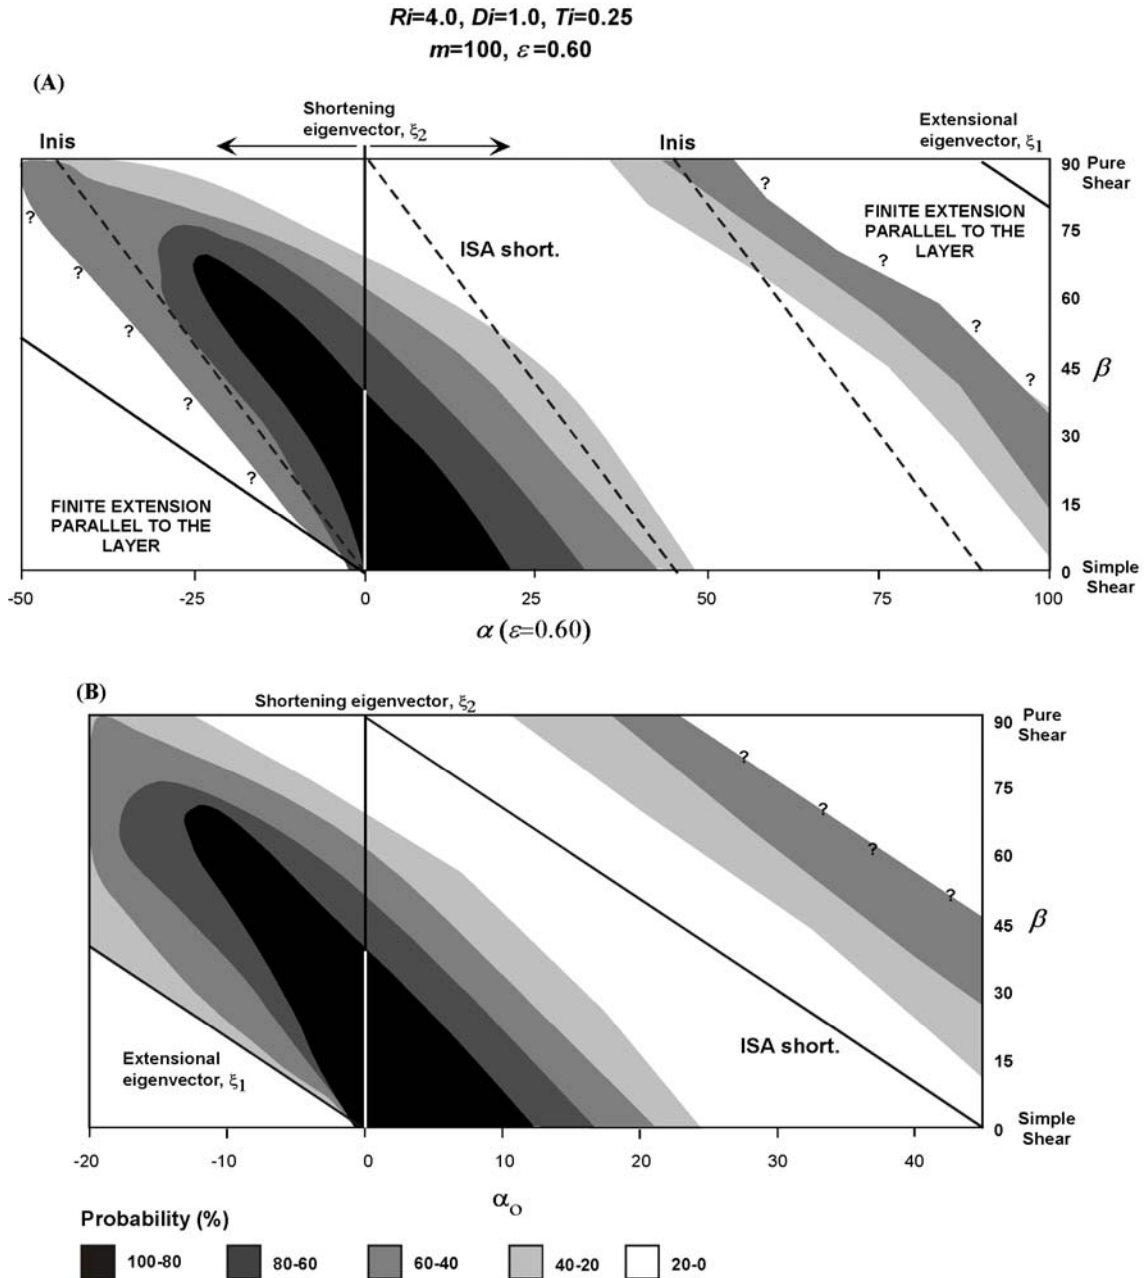 Ri=4.0, Di=1.0, Ti=0.25
m=100, ε=0.60
(A)
Shortening
eigenvector, ξ2
Extensional
eigenvector, ξ1
Inis
Inis
90 Pure
Shear
?
?
FINITE EXTENSION
PARALLEL TO THE
LAYER
75
ISA short.
?
?
60
?
?
45
β
?
?
30
?
15
FINITE EXTENSION
PARALLEL TO THE
LAYER
0 Simple
Shear
-50 -25 0 25 50 75 100
α (ε=0.60)
(B)
Shortening eigenvector, ξ2
90 Pure
Shear
?
75
?
?
60
?
45
β
30
ISA short.
15
Extensional
eigenvector, ξ1
0 Simple
Shear
-20 -10 0 10 20 30 40
αo
Probability (%)
100-80 80-60 60-40 40-20 20-0